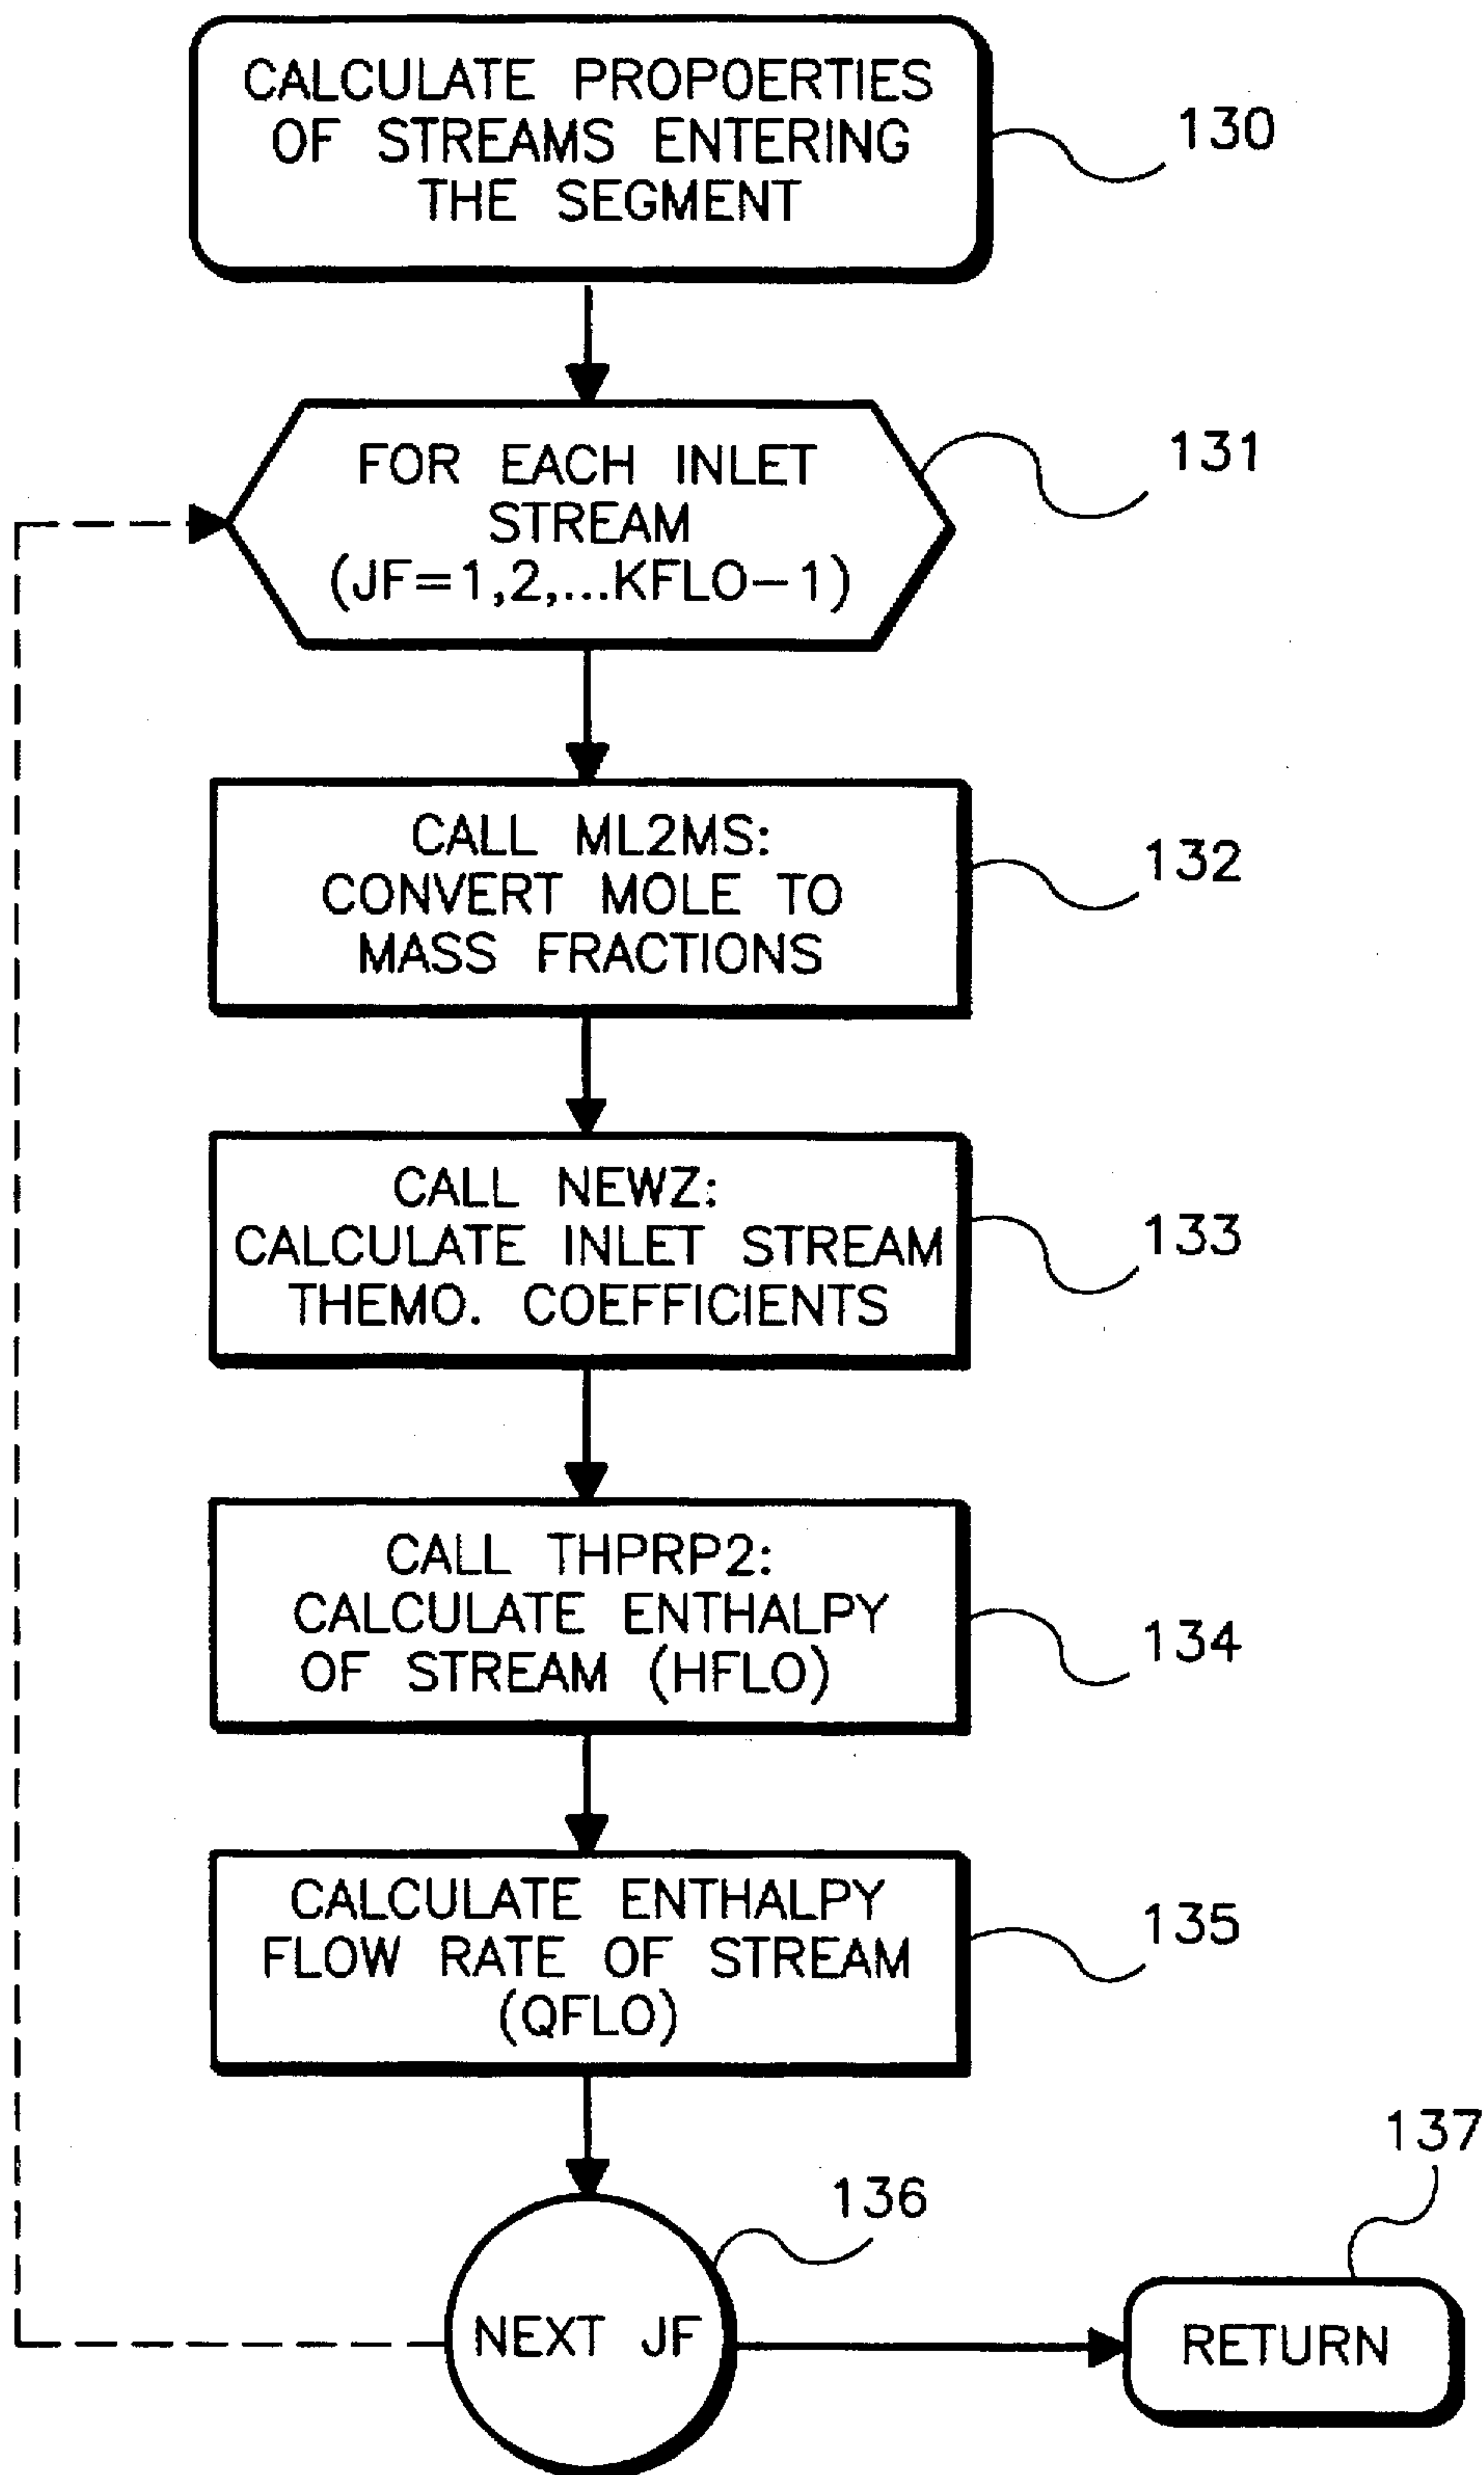 CALCULATE PROPOERTIES
OF STREAMS ENTERING
THE SEGMENT
130
FOR EACH INLET
STREAM
(JF=1,2,...KFLO-1)
131
CALL ML2MS:
CONVERT MOLE TO
MASS FRACTIONS
132
CALL NEWZ:
CALCULATE INLET STREAM
THEMO. COEFFICIENTS
133
CALL THPRP2:
CALCULATE ENTHALPY
OF STREAM (HFLO)
134
CALCULATE ENTHALPY
FLOW RATE OF STREAM
(QFLO)
135
NEXT JF
136
RETURN
137